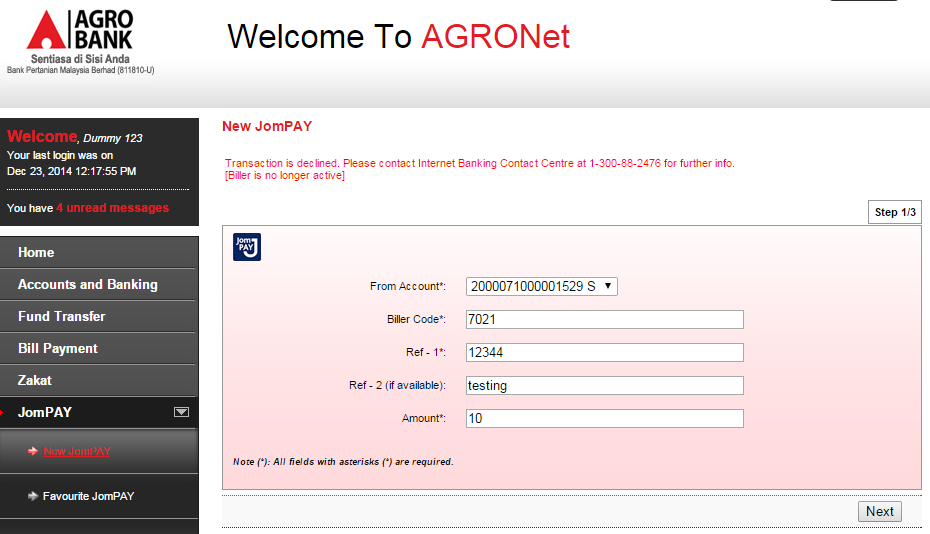 AGRO
BANK
Sentiasa di Sisi Anda
Bank Pertanian Malaysia Berhad (811810-U)
Welcome To AGRONet
Welcome, Dummy 123
Your last login was on
Dec 23, 2014 12:17:55 PM
You have 4 unread messages
Home
Accounts and Banking
Fund Transfer
Bill Payment
Zakat
JomPAY
New JomPAY
Favourite JomPAY
New JomPAY
Transaction is declined. Please contact Internet Banking Contact Centre at 1-300-88-2476 for further info.
[Biller is no longer active]
Step 1/3
Jom
PAY
From Account*: 2000071000001529 S
Biller Code*: 7021
Ref - 1*: 12344
Ref - 2 (if available): testing
Amount*: 10
Note (*): All fields with asterisks (*) are required.
Next